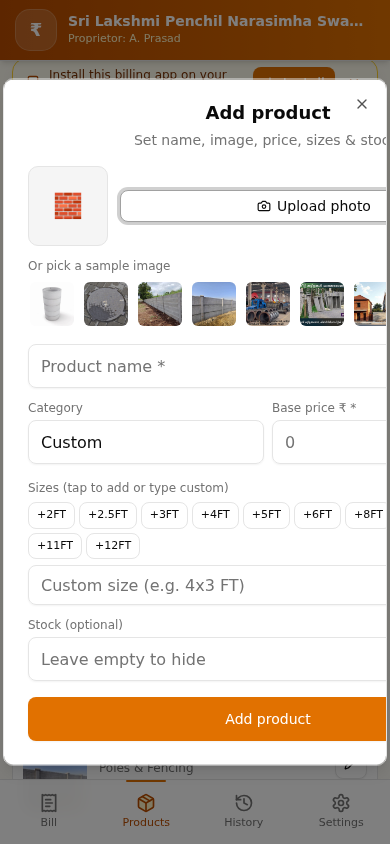 ₹
Sri Lakshmi Penchil Narasimha Swa...
Proprietor: A. Prasad
Install this billing app on your
Add product
Set name, image, price, sizes & stoc
Upload photo
Or pick a sample image
Product name *
Category
Base price ₹ *
Custom
0
Sizes (tap to add or type custom)
+2FT +2.5FT +3FT +4FT +5FT +6FT +8FT
+11FT +12FT
Custom size (e.g. 4x3 FT)
Stock (optional)
Leave empty to hide
Add product
Poles & Fencing
Bill Products History Settings